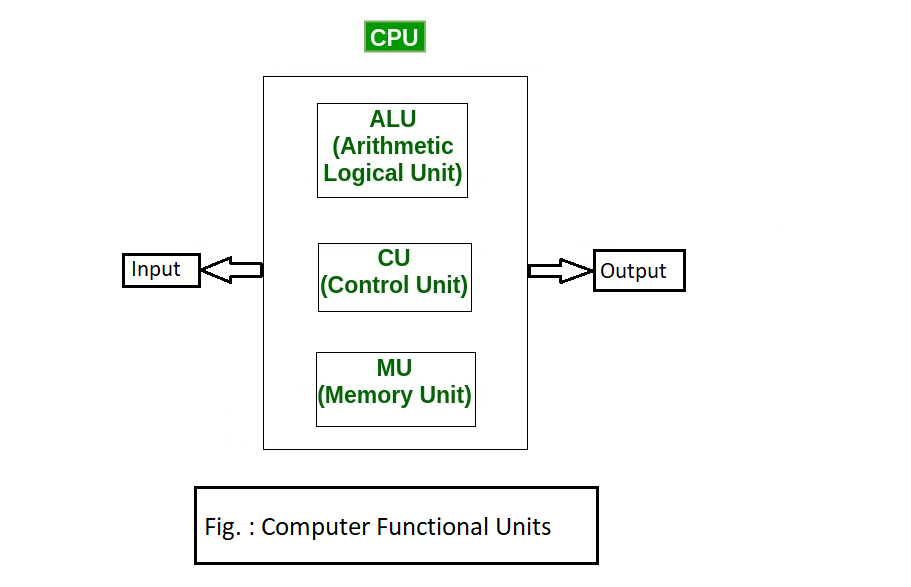 CPU
ALU
(Arithmetic
Logical Unit)
CU
(Control Unit)
Input
Output
MU
(Memory Unit)
Fig. : Computer Functional Units